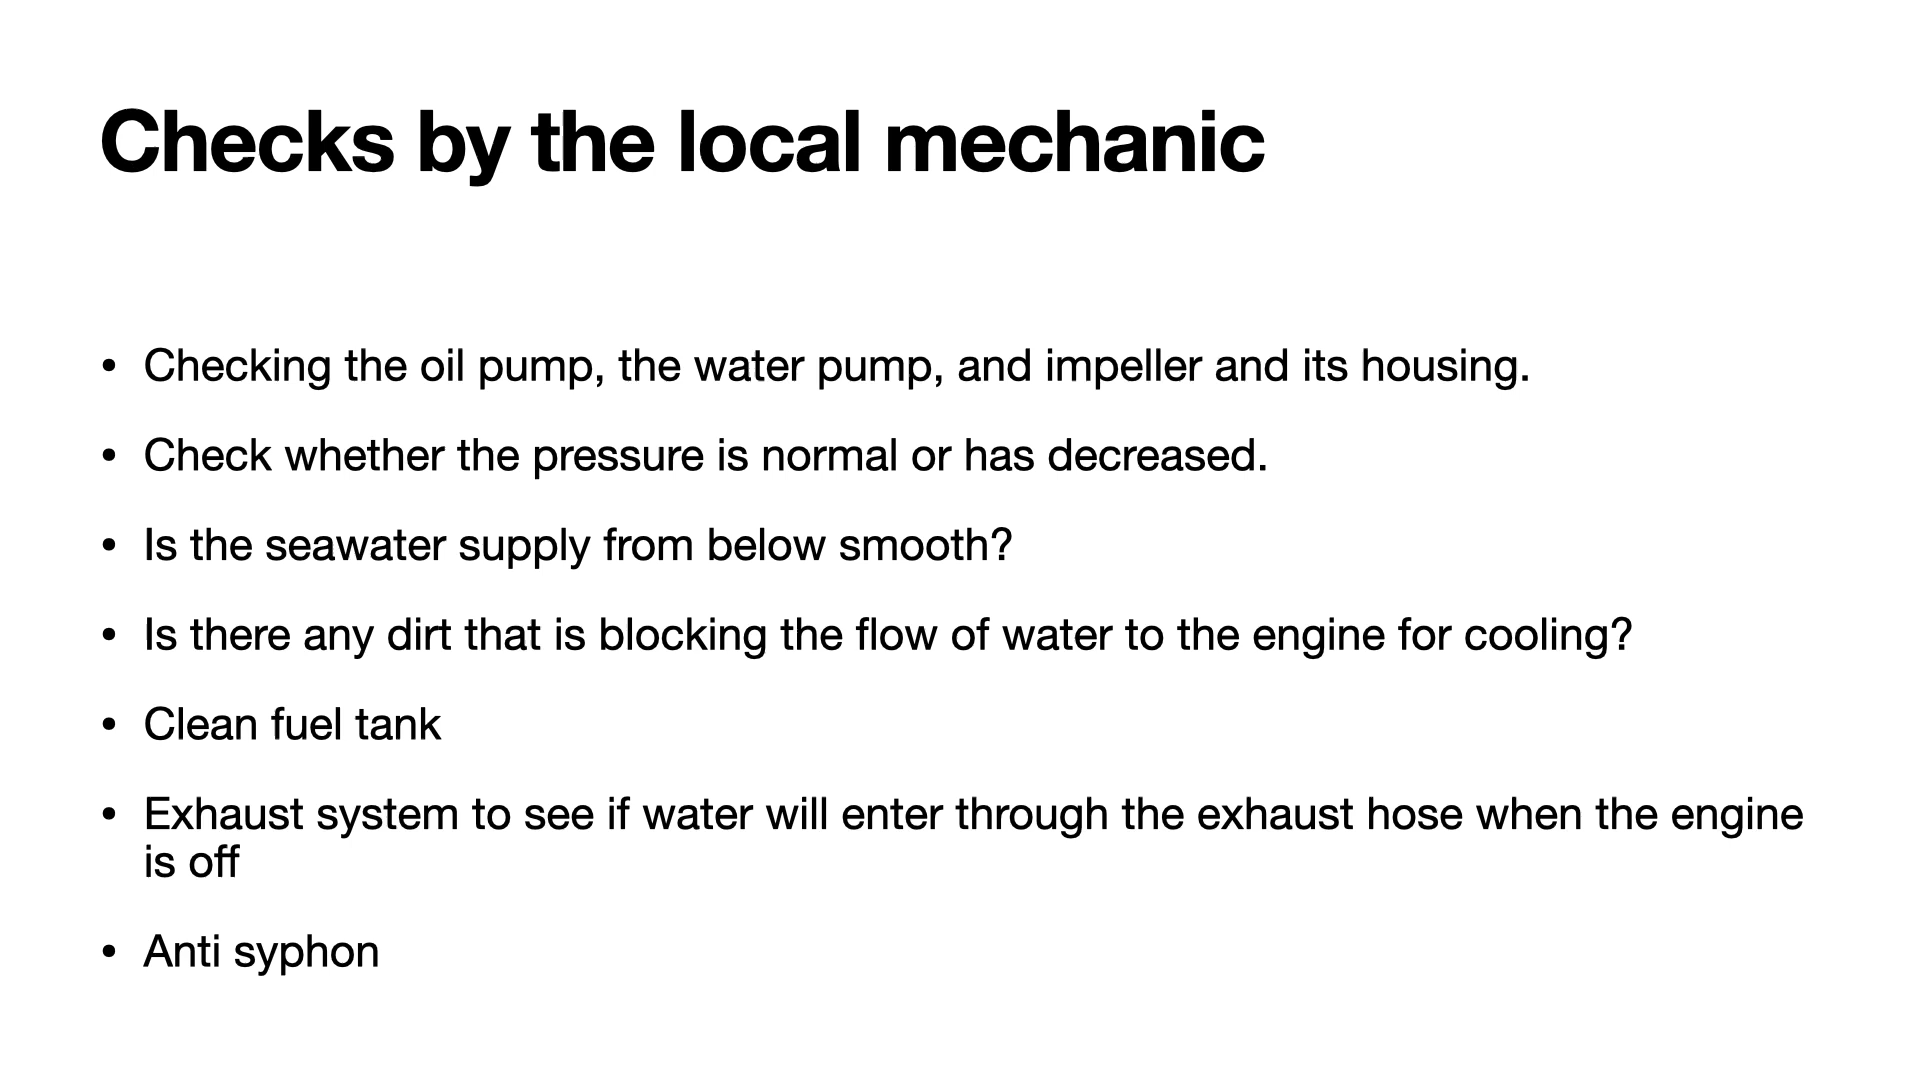 Checks by the local mechanic
• Checking the oil pump, the water pump, and impeller and its housing.
• Check whether the pressure is normal or has decreased.
• Is the seawater supply from below smooth?
• Is there any dirt that is blocking the flow of water to the engine for cooling?
• Clean fuel tank
• Exhaust system to see if water will enter through the exhaust hose when the engine
is off
• Anti syphon